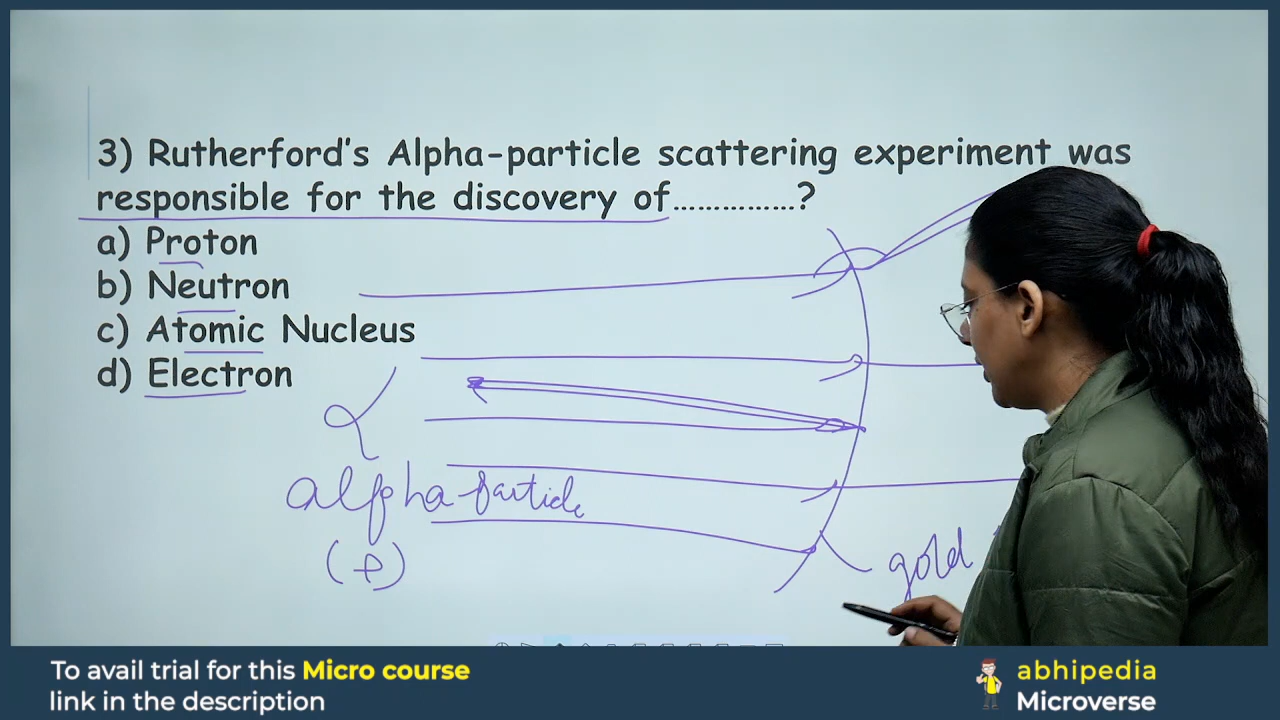 3) Rutherford's Alpha-particle scattering experiment was
responsible for the discovery of...............?
a) Proton
b) Neutron
c) Atomic Nucleus
d) Electron
α
alpha-particle
(+)
gold
To avail trial for this Micro course
link in the description
abhipedia
Microverse